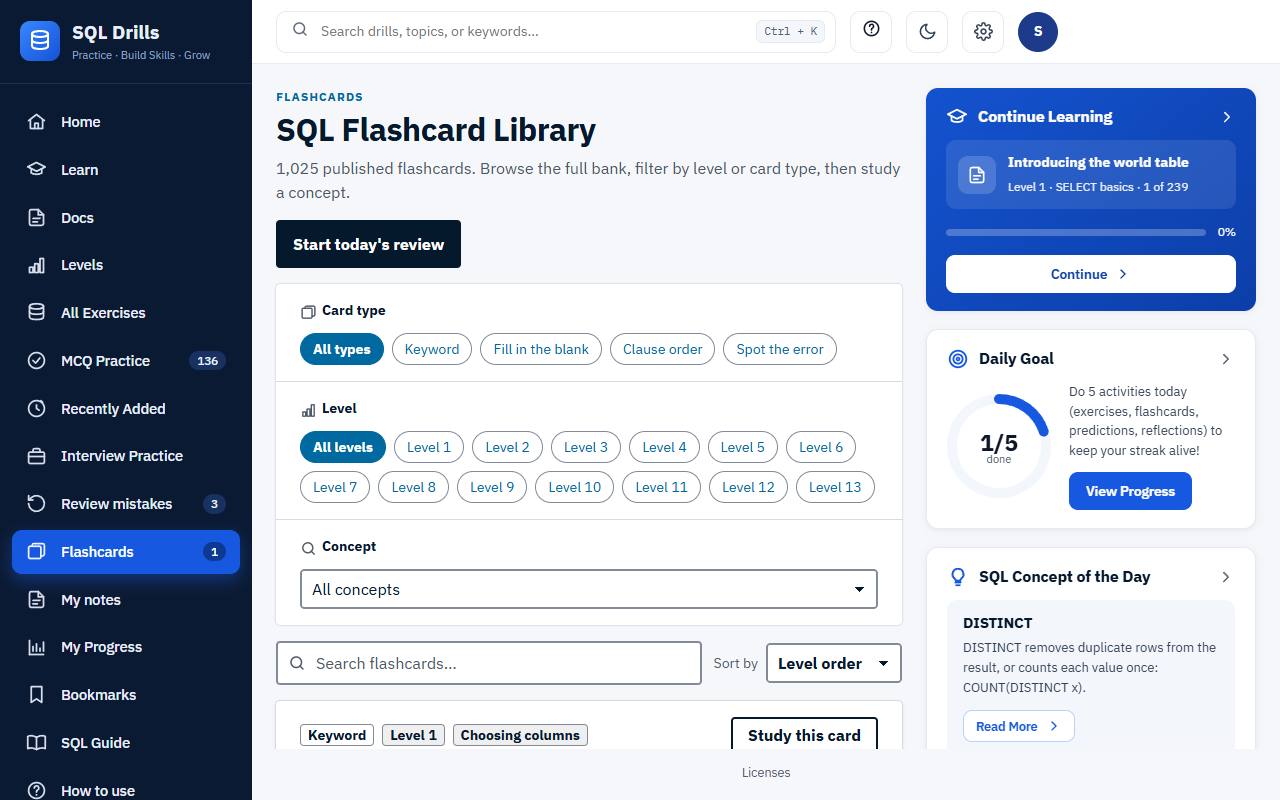 SQL Drills
Practice · Build Skills · Grow
Home
Learn
Docs
Levels
All Exercises
MCQ Practice 136
Recently Added
Interview Practice
Review mistakes 3
Flashcards 1
My notes
My Progress
Bookmarks
SQL Guide
How to use
Search drills, topics, or keywords...
Ctrl + K
S
FLASHCARDS
SQL Flashcard Library
1,025 published flashcards. Browse the full bank, filter by level or card type, then study
a concept.
Start today's review
Card type
All types Keyword Fill in the blank Clause order Spot the error
Level
All levels Level 1 Level 2 Level 3 Level 4 Level 5 Level 6
Level 7 Level 8 Level 9 Level 10 Level 11 Level 12 Level 13
Concept
All concepts
Search flashcards...
Sort by Level order
Keyword Level 1 Choosing columns Study this card
Continue Learning
Introducing the world table
Level 1 · SELECT basics · 1 of 239
0%
Continue
Daily Goal
1/5
done
Do 5 activities today
(exercises, flashcards,
predictions, reflections) to
keep your streak alive!
View Progress
SQL Concept of the Day
DISTINCT
DISTINCT removes duplicate rows from the
result, or counts each value once:
COUNT(DISTINCT x).
Read More
Licenses